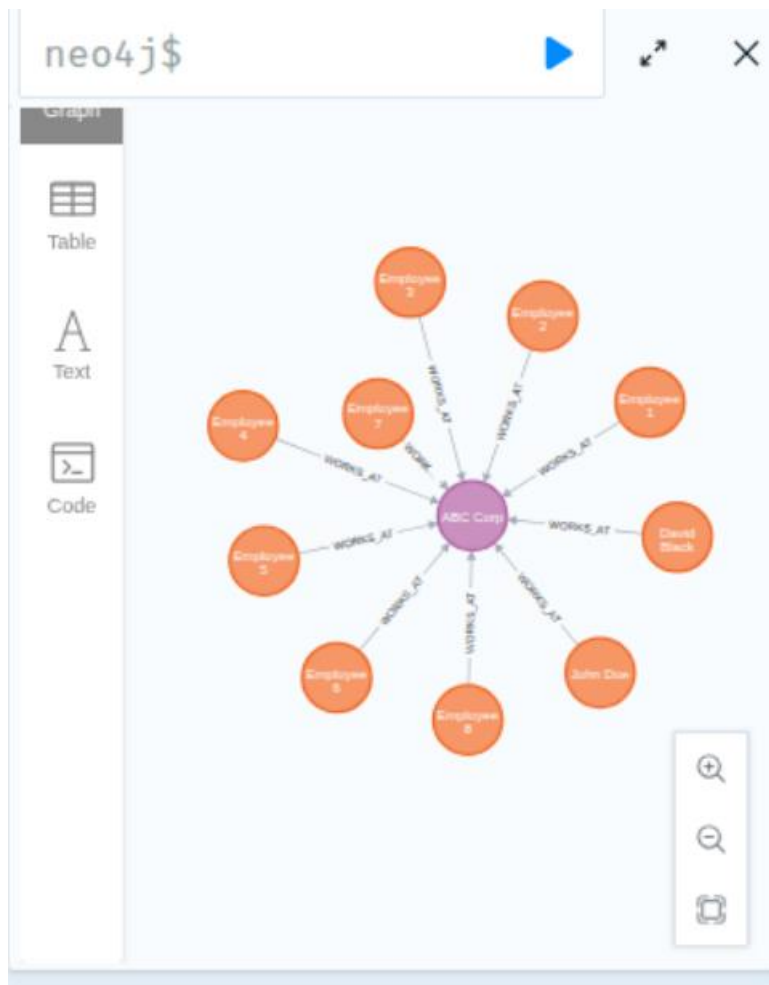 neo4j$
Graph
Table
Text
Code
Employee
3
Employee
2
Employee
7
Employee
1
Employee
4
WORKS_AT
WORKS_AT
WORKS_AT
WORK
WORKS_AT
ABC Corp
WORKS_AT
David
Black
WORKS_AT
Employee
5
WORKS_AT
WORKS_AT
WORKS_AT
Employee
6
John Doe
Employee
8